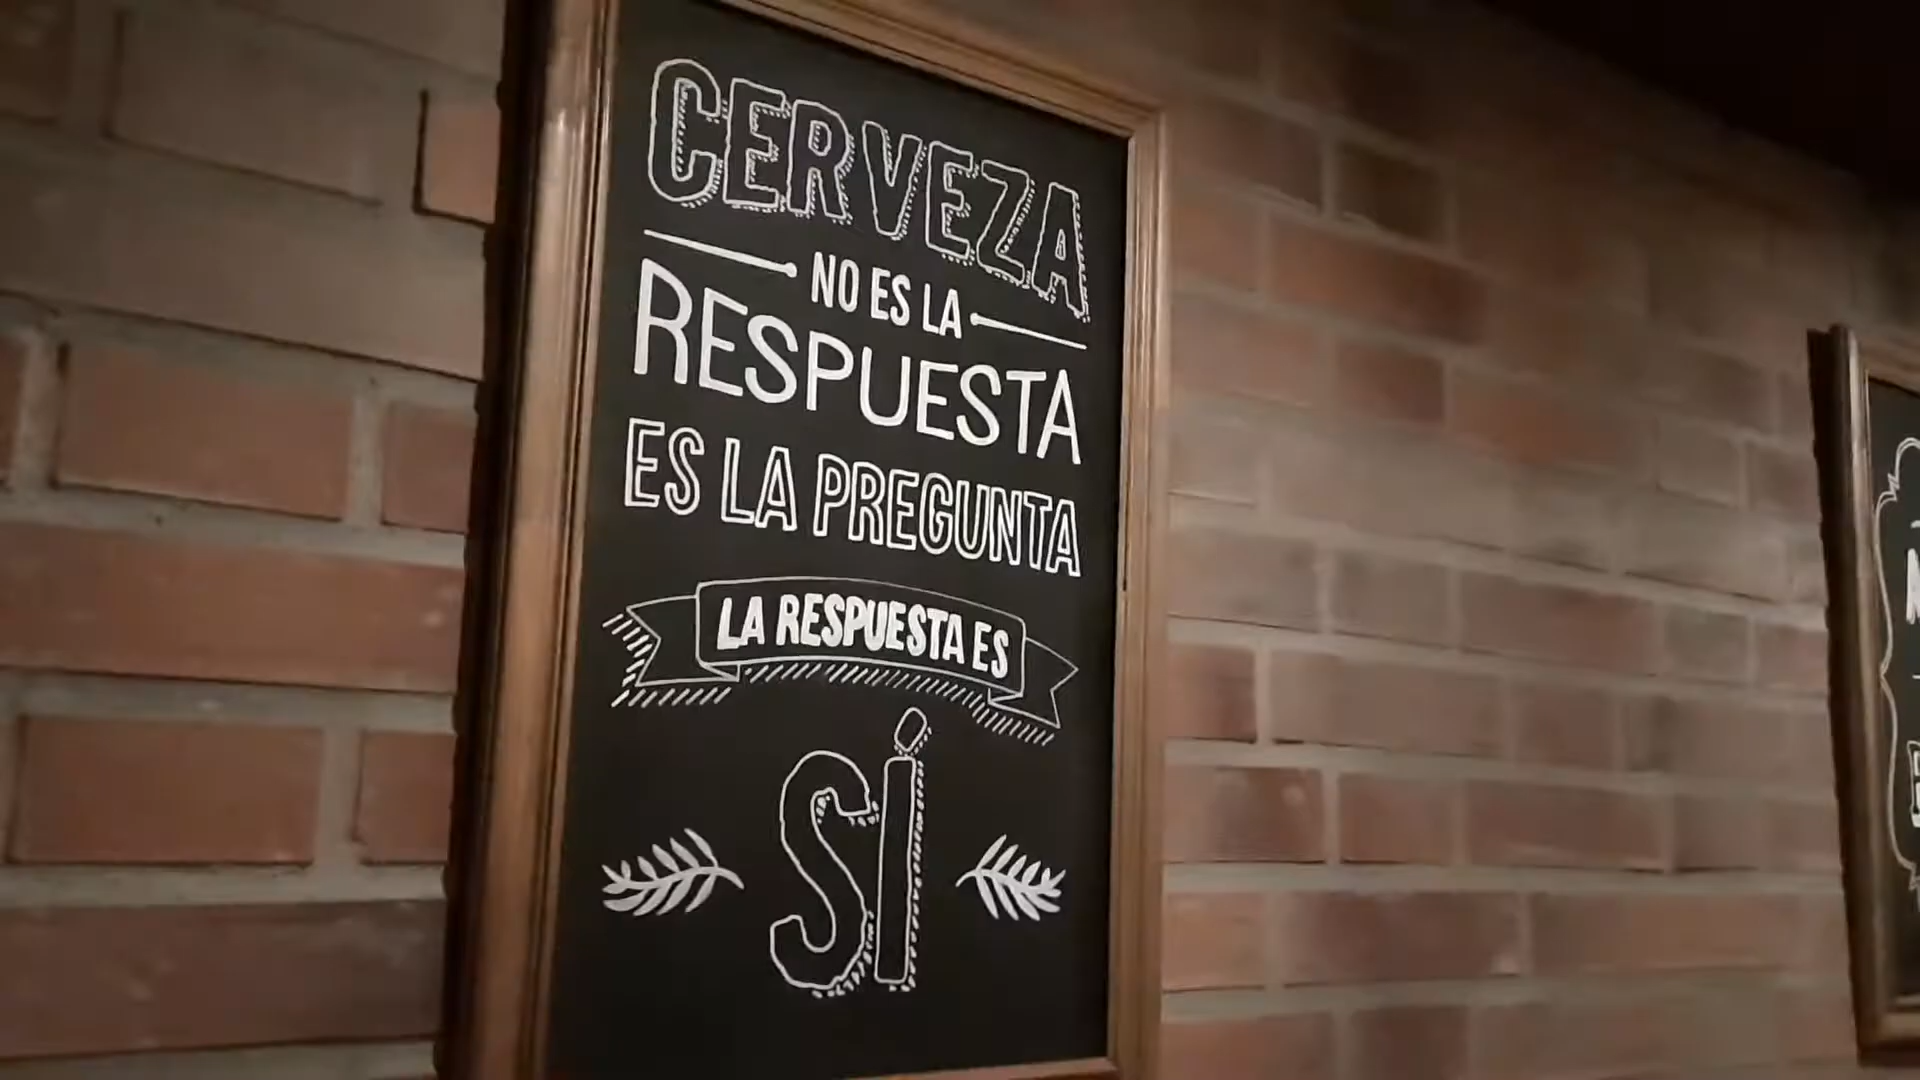 CERVEZA
NO ES LA
RESPUESTA
ES LA PREGUNTA
LA RESPUESTA ES
SÍ